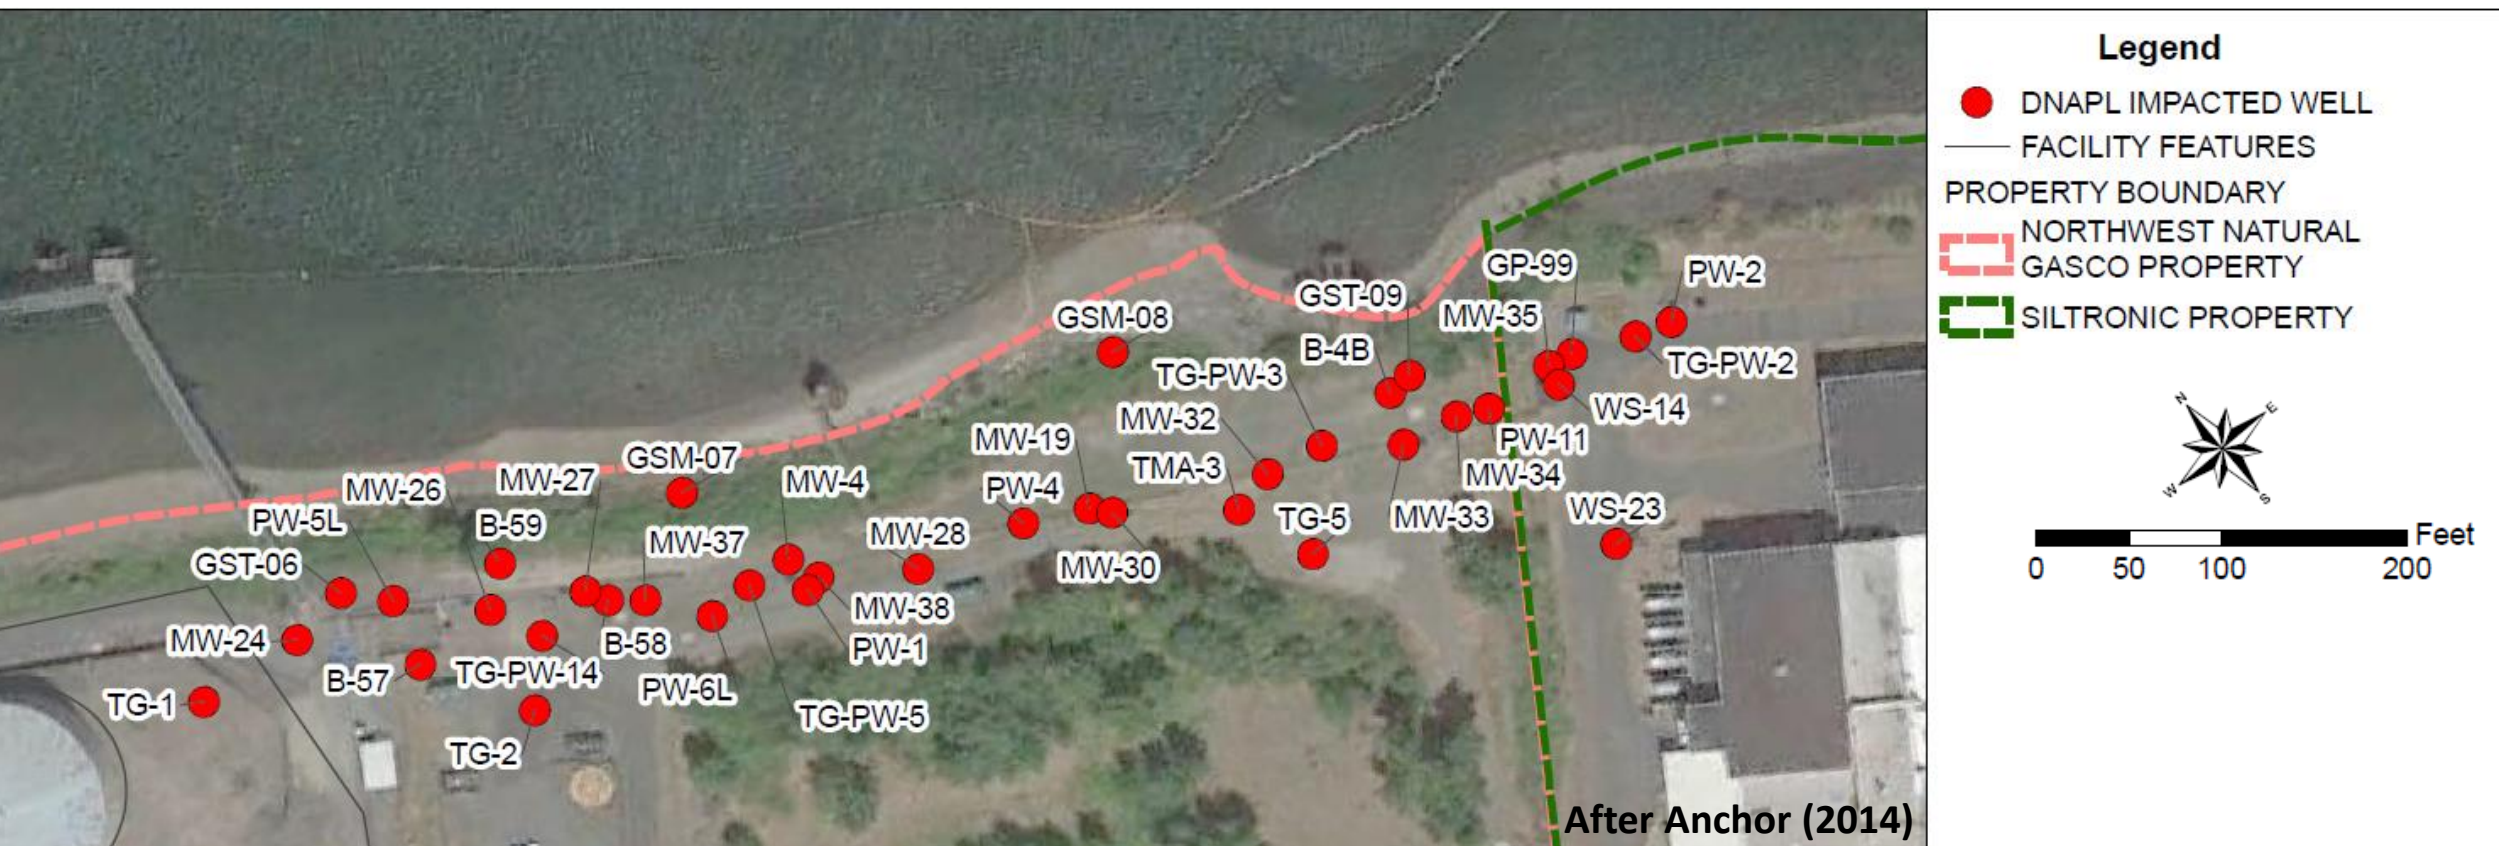 Legend
DNAPL IMPACTED WELL
FACILITY FEATURES
PROPERTY BOUNDARY
NORTHWEST NATURAL
GASCO PROPERTY
SILTRONIC PROPERTY
N
E
W
S
Feet
0 50 100 200
GP-99
PW-2
GST-09
MW-35
GSM-08
B-4B
TG-PW-2
TG-PW-3
WS-14
MW-32
MW-19
PW-11
TMA-3
MW-34
GSM-07
MW-4
PW-4
MW-26
MW-27
WS-23
PW-5L
B-59
TG-5
MW-33
MW-28
MW-37
GST-06
MW-30
MW-38
MW-24
B-58
PW-1
B-57
TG-PW-14
PW-6L
TG-1
TG-PW-5
TG-2
After Anchor (2014)